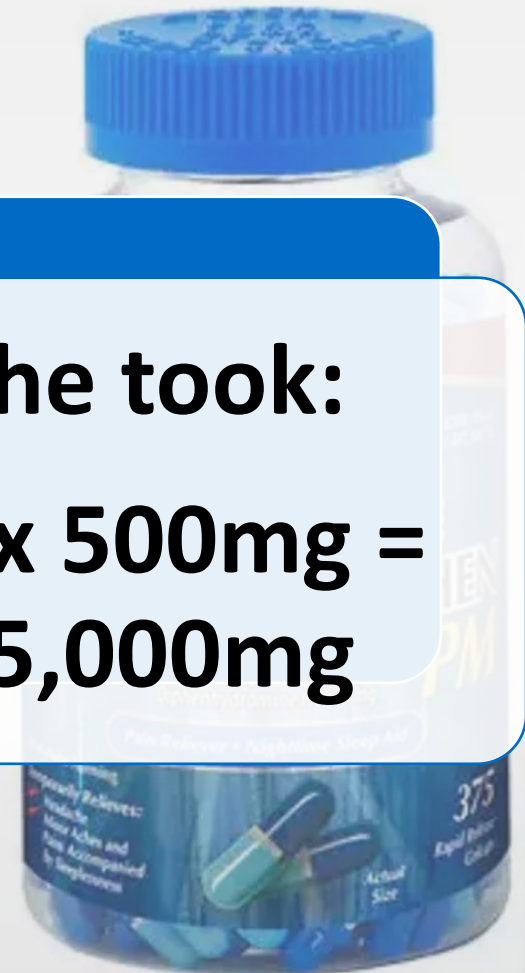 he took:
x 500mg =
5,000mg
PM
Pain Reliever • Nighttime Sleep Aid
Temporarily Relieves:
Headache
Minor Aches and
Pains Accompanied
by Sleeplessness
375
Rapid Release
Gelcaps
Actual
Size